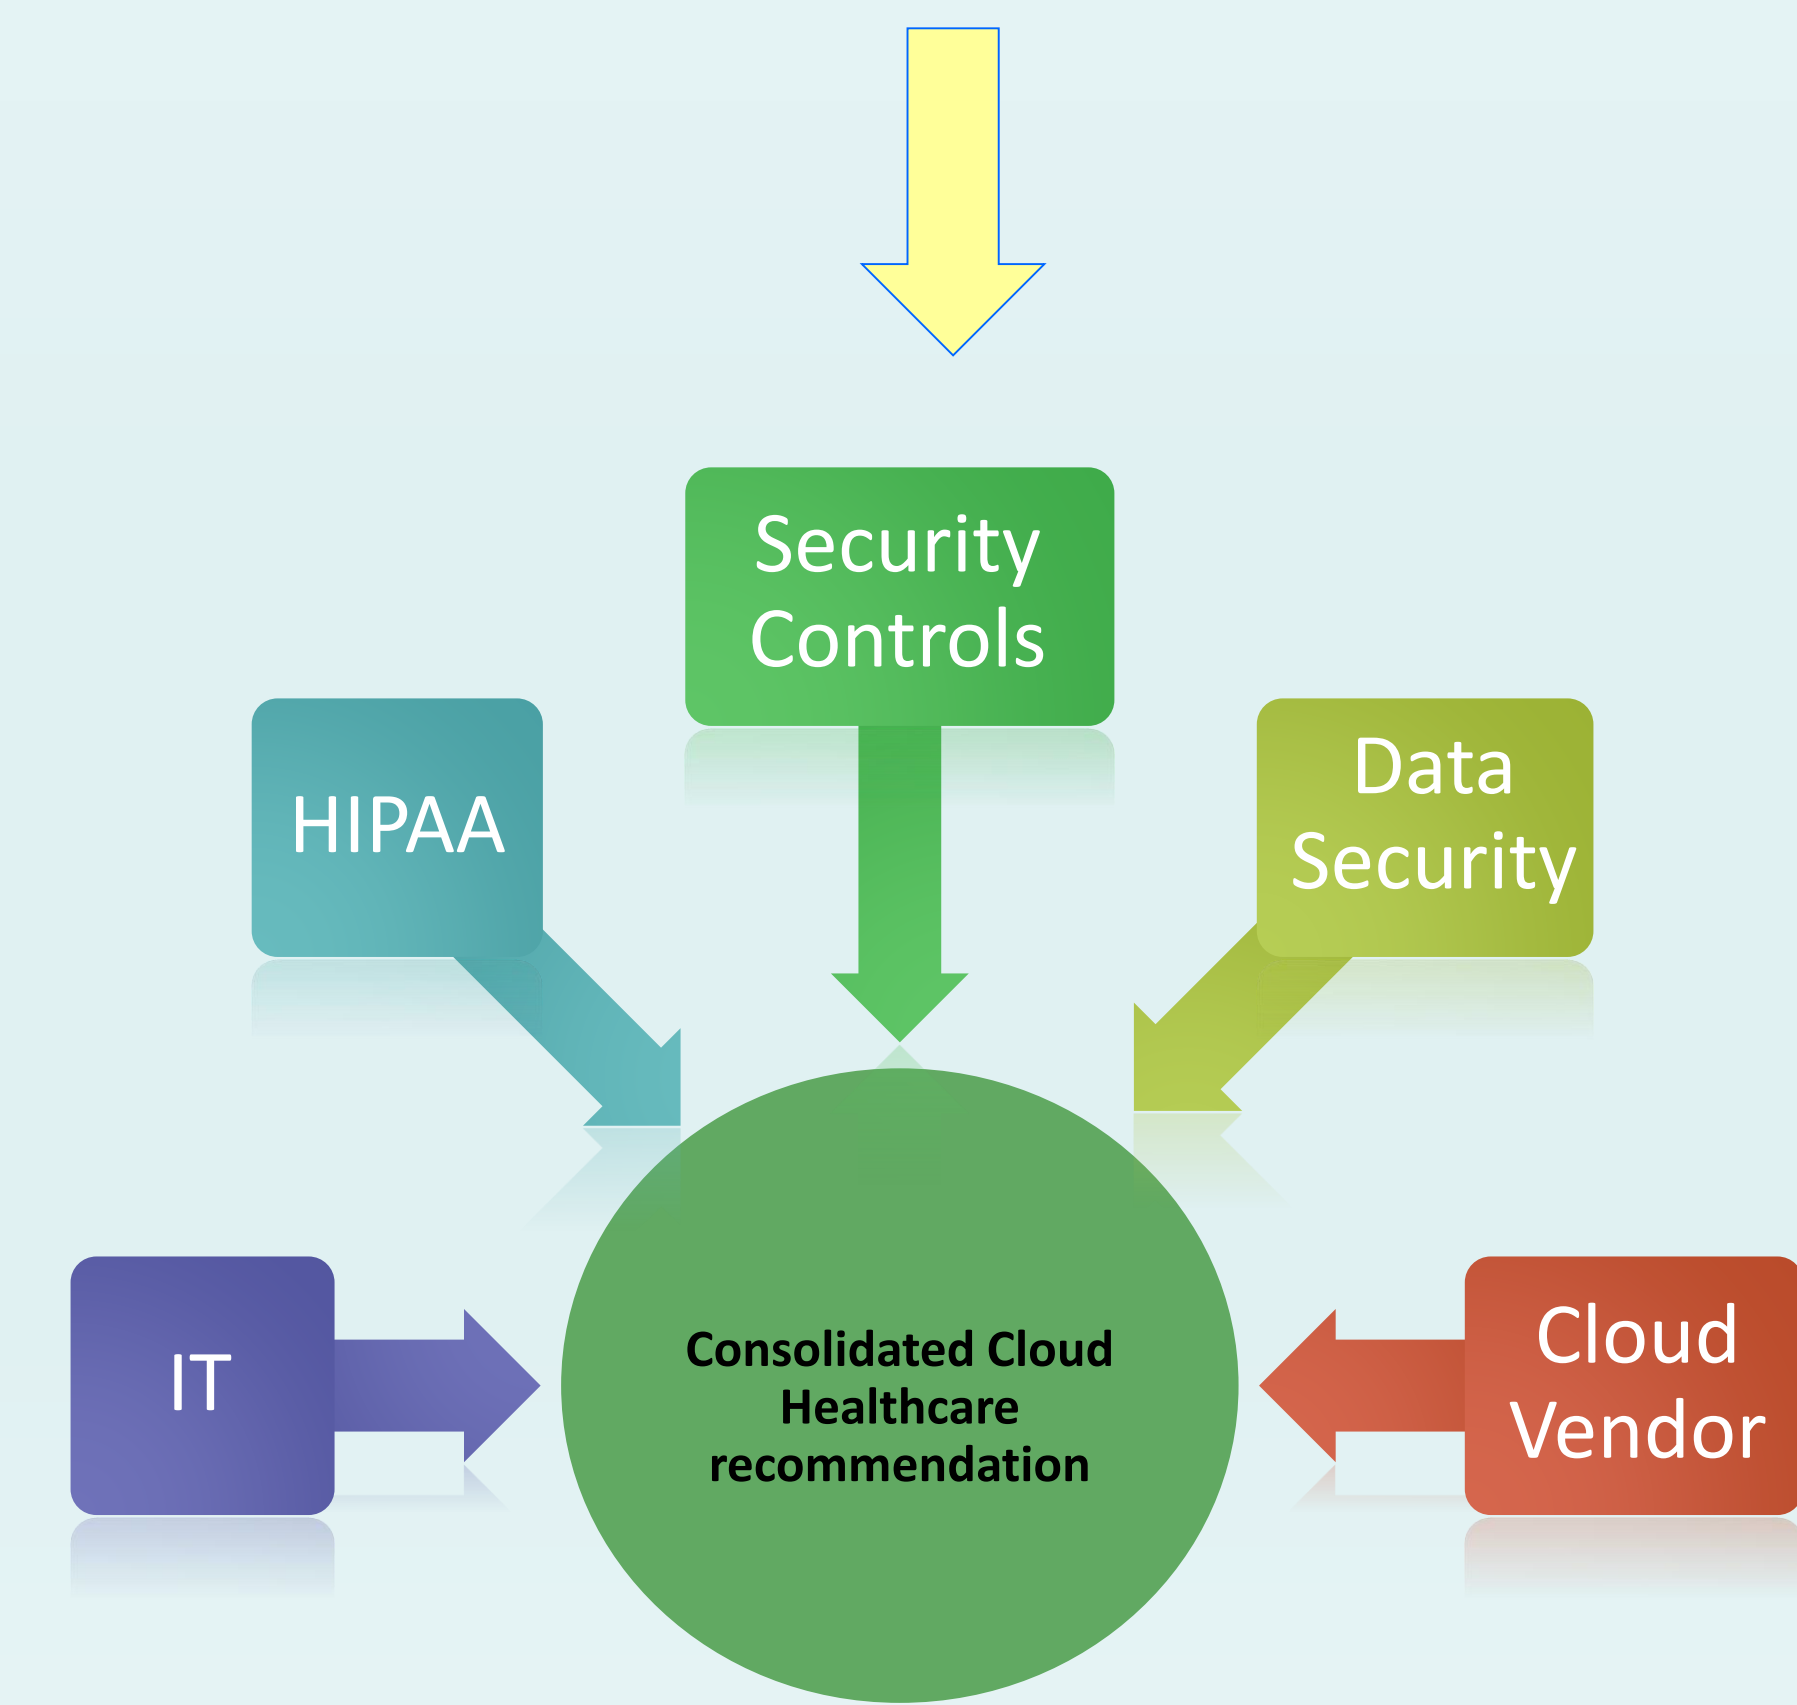 Security
Controls
HIPAA
Data
Security
IT
Consolidated Cloud
Healthcare
recommendation
Cloud
Vendor